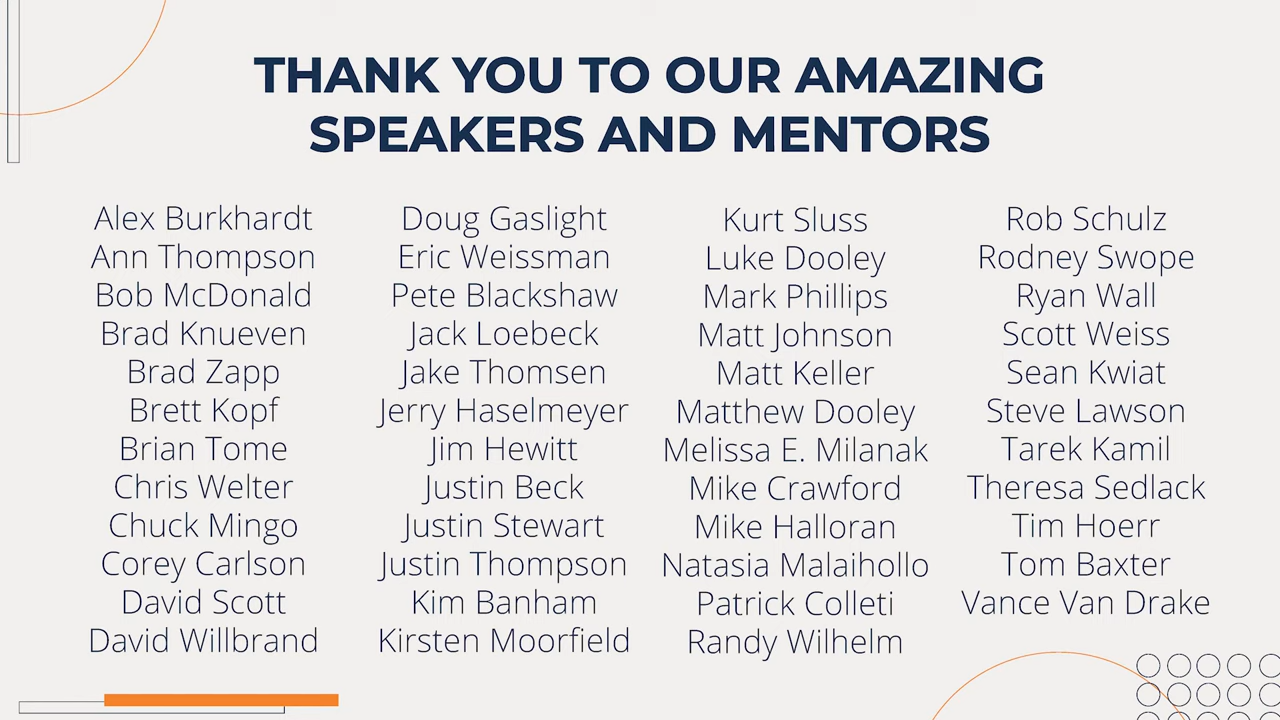 THANK YOU TO OUR AMAZING
SPEAKERS AND MENTORS
Alex Burkhardt
Ann Thompson
Bob McDonald
Brad Knueven
Brad Zapp
Brett Kopf
Brian Tome
Chris Welter
Chuck Mingo
Corey Carlson
David Scott
David Willbrand
Doug Gaslight
Eric Weissman
Pete Blackshaw
Jack Loebeck
Jake Thomsen
Jerry Haselmeyer
Jim Hewitt
Justin Beck
Justin Stewart
Justin Thompson
Kim Banham
Kirsten Moorfield
Kurt Sluss
Luke Dooley
Mark Phillips
Matt Johnson
Matt Keller
Matthew Dooley
Melissa E. Milanak
Mike Crawford
Mike Halloran
Natasia Malaihollo
Patrick Colleti
Randy Wilhelm
Rob Schulz
Rodney Swope
Ryan Wall
Scott Weiss
Sean Kwiat
Steve Lawson
Tarek Kamil
Theresa Sedlack
Tim Hoerr
Tom Baxter
Vance Van Drake